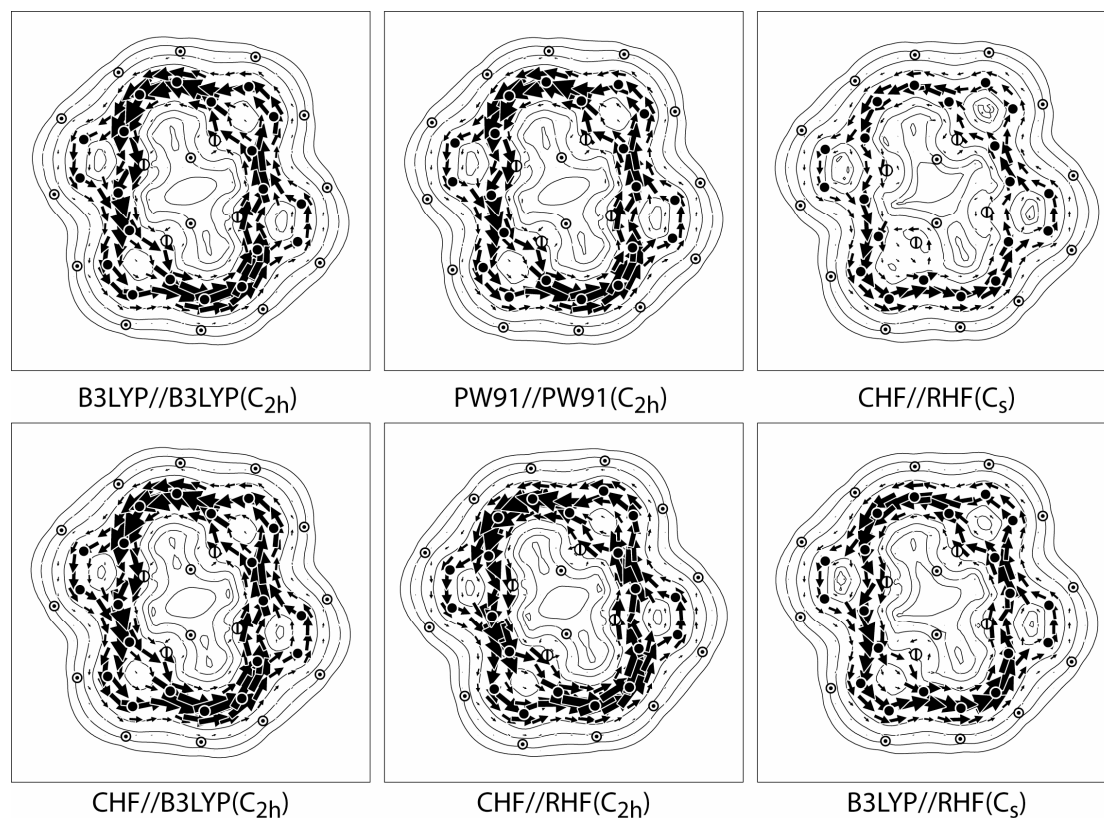 B3LYP//B3LYP(C₂ₕ)
PW91//PW91(C₂ₕ)
CHF//RHF(Cₛ)
CHF//B3LYP(C₂ₕ)
CHF//RHF(C₂ₕ)
B3LYP//RHF(Cₛ)